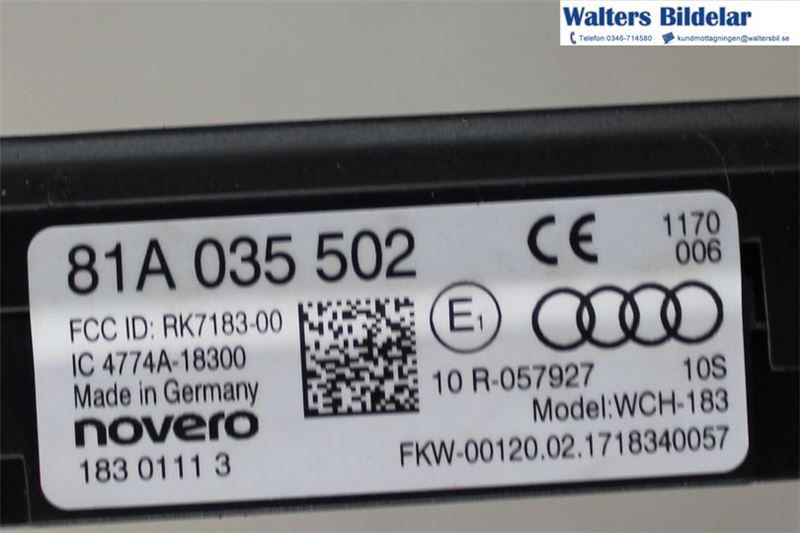 Walters Bildelar
Telefon 0346-714580 kundmottagningen@waltersbil.se
81A 035 502
CE
1170
006
FCC ID: RK7183-00
IC 4774A-18300
Made in Germany
novero
183 0111 3
E1
10 R-057927
10S
Model:WCH-183
FKW-00120.02.1718340057